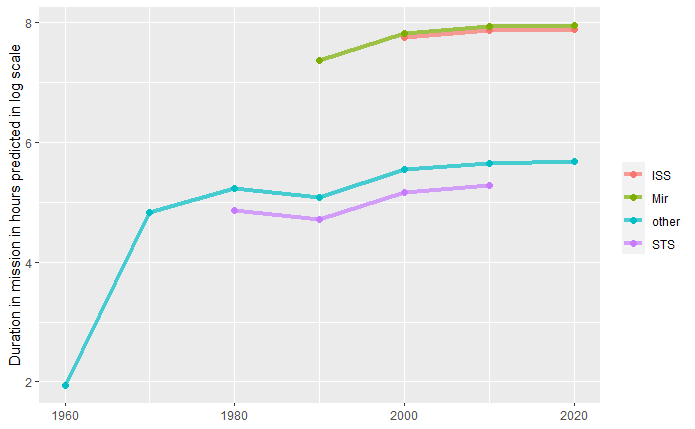 Duration in mission in hours predicted in log scale
8
6
4
2
1960
1980
2000
2020
ISS
Mir
other
STS